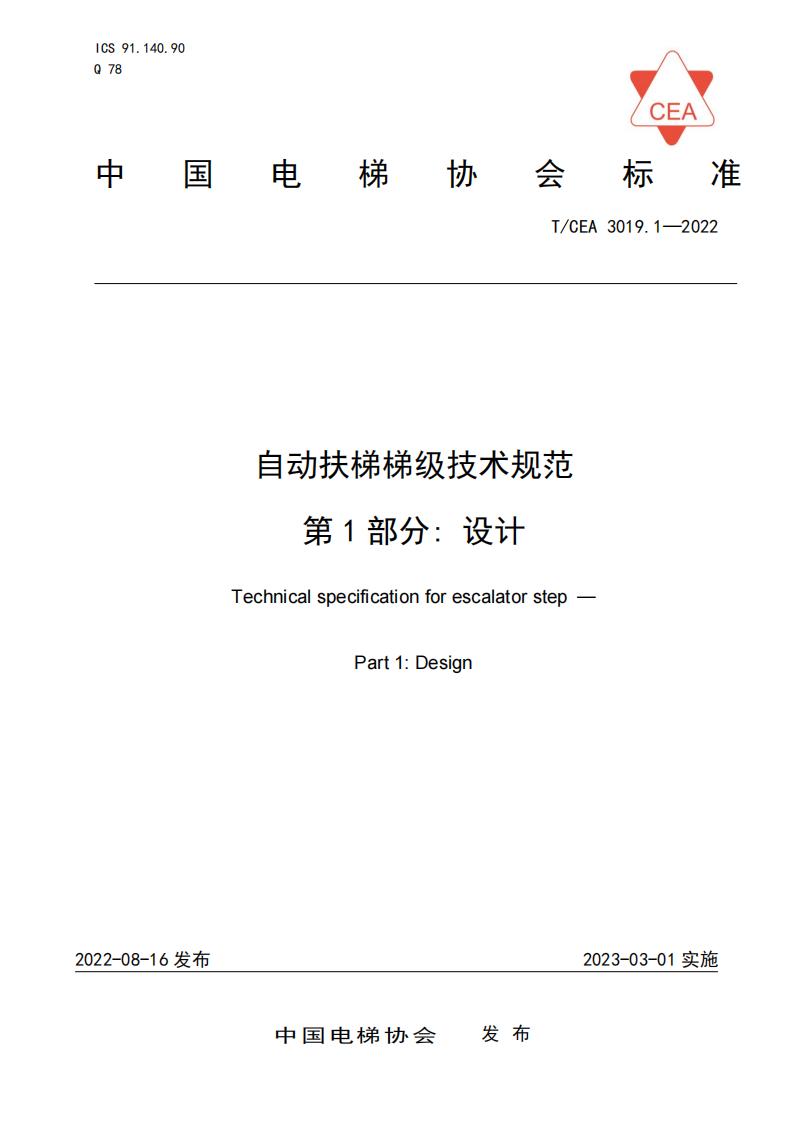 ICS 91.140.90
Q 78
CEA
中国电梯协会标准
T/CEA 3019.1—2022
自动扶梯梯级技术规范
第 1 部分：设计
Technical specification for escalator step —
Part 1: Design
2022-08-16 发布
2023-03-01 实施
中国电梯协会 发 布